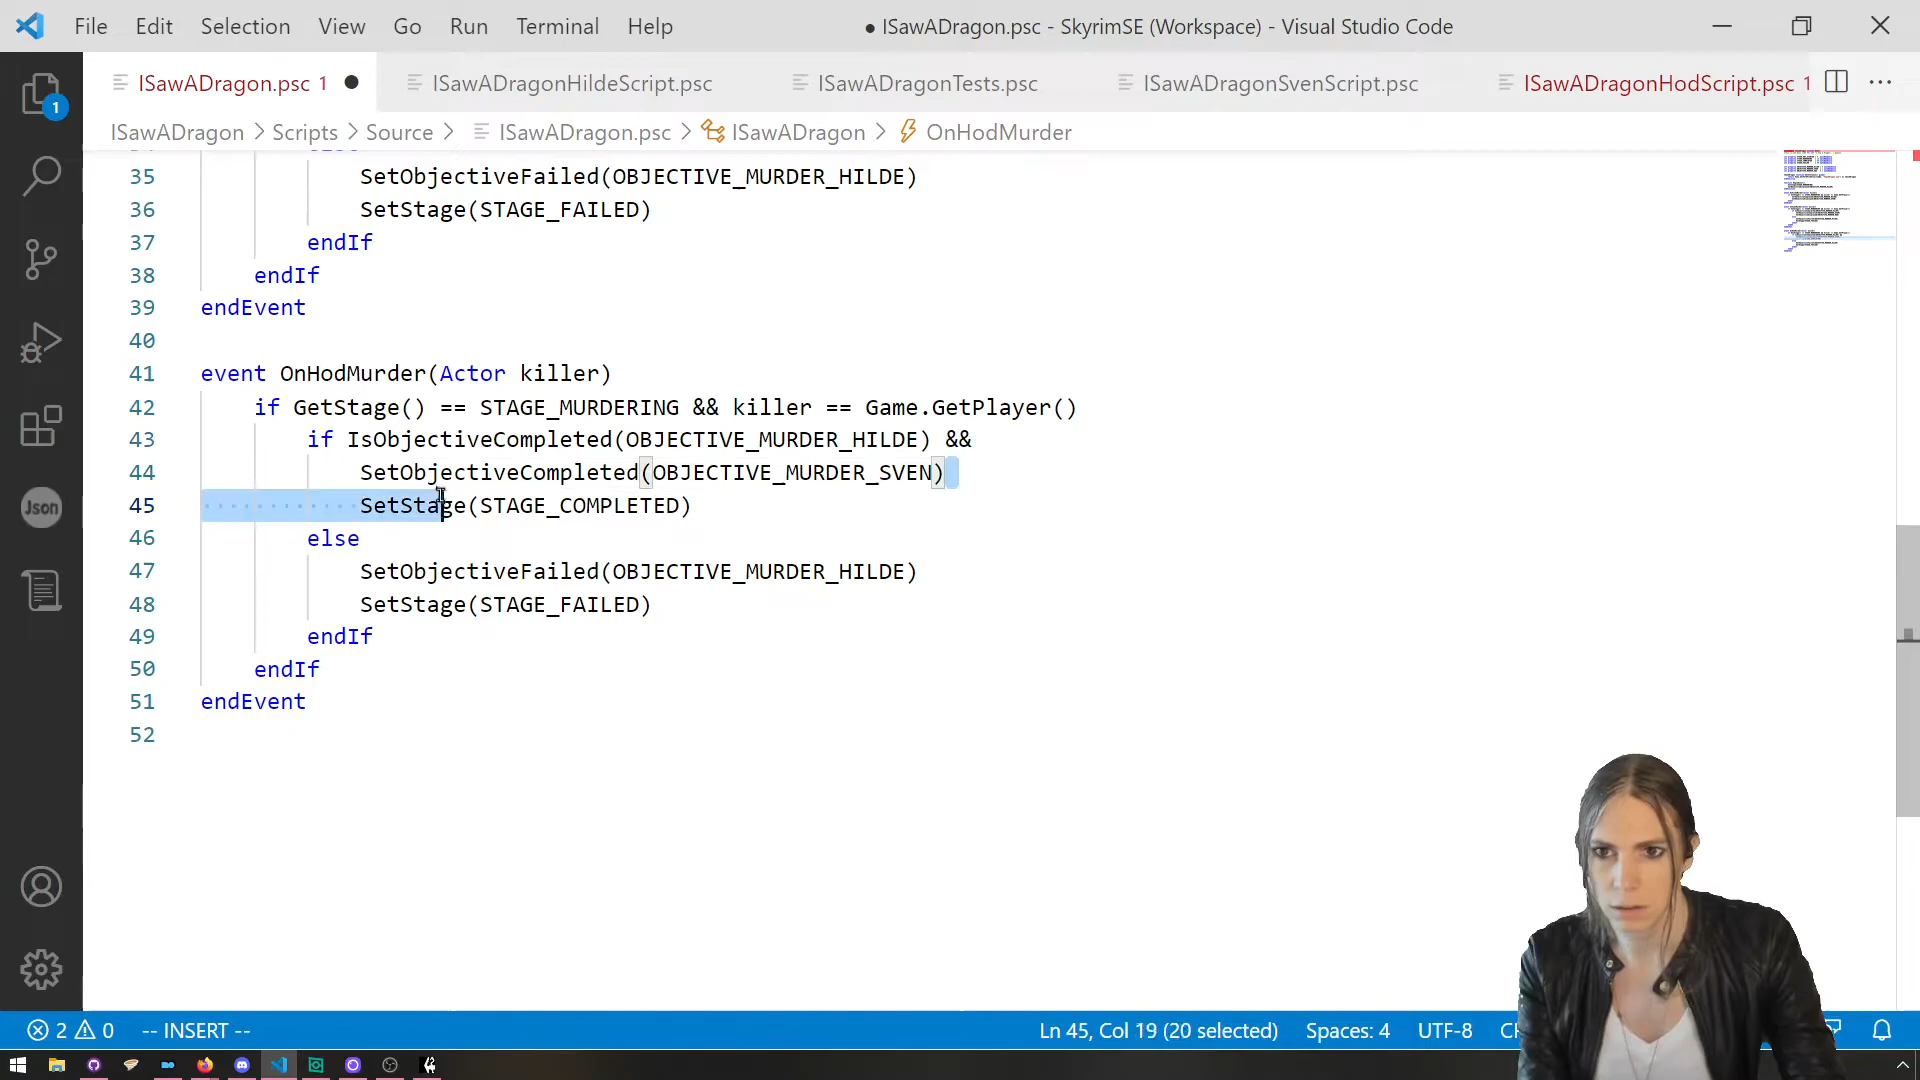 File Edit Selection View Go Run Terminal Help
● ISawADragon.psc - SkyrimSE (Workspace) - Visual Studio Code
ISawADragon.psc 1 ●
ISawADragonHildeScript.psc
ISawADragonTests.psc
ISawADragonSvenScript.psc
ISawADragonHodScript.psc 1
ISawADragon > Scripts > Source > ISawADragon.psc > ISawADragon > OnHodMurder
35 SetObjectiveFailed(OBJECTIVE_MURDER_HILDE)
36 SetStage(STAGE_FAILED)
37 endIf
38 endIf
39 endEvent
40
41 event OnHodMurder(Actor killer)
42 if GetStage() == STAGE_MURDERING && killer == Game.GetPlayer()
43 if IsObjectiveCompleted(OBJECTIVE_MURDER_HILDE) &&
44 SetObjectiveCompleted(OBJECTIVE_MURDER_SVEN)
45 SetStage(STAGE_COMPLETED)
46 else
47 SetObjectiveFailed(OBJECTIVE_MURDER_HILDE)
48 SetStage(STAGE_FAILED)
49 endIf
50 endIf
51 endEvent
52
1
Json
2 0 -- INSERT --
Ln 45, Col 19 (20 selected) Spaces: 4 UTF-8